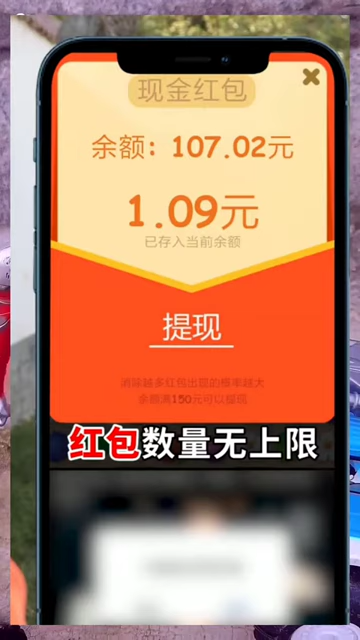 现金红包
余额：107.02元
1.09元
已存入当前余额
提现
消除越多红包出现的概率越大
余额满150元可以提现
红包数量无上限